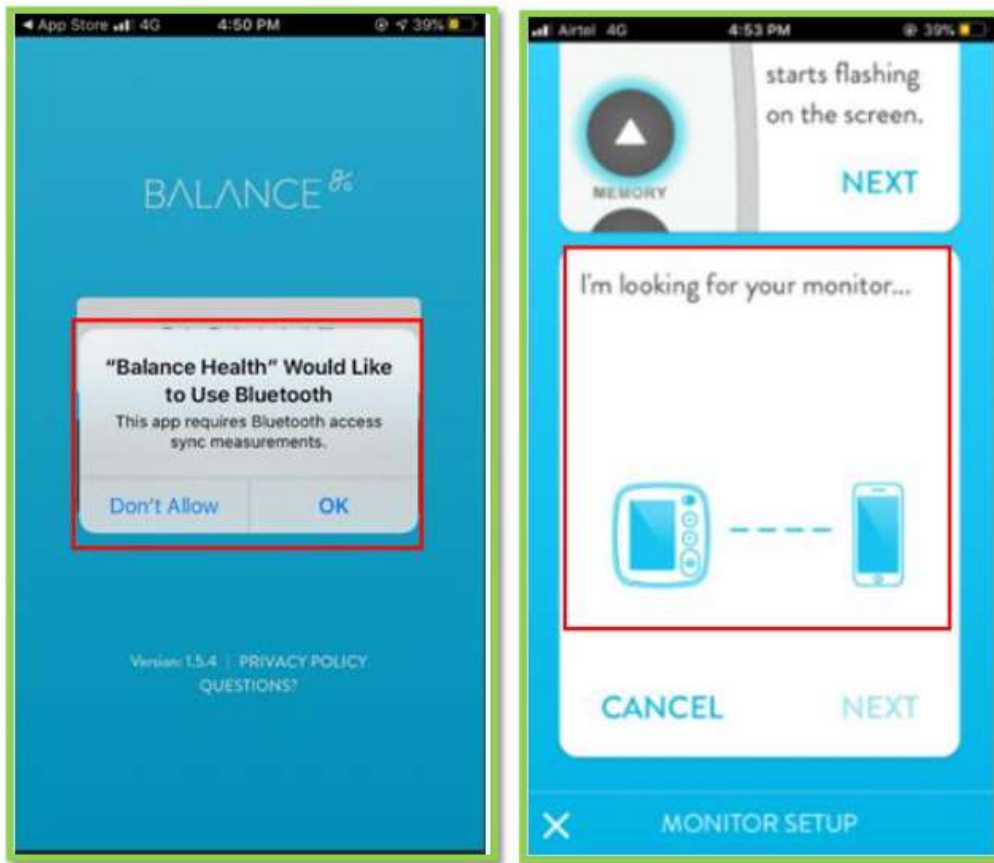 App Store 4G 4:50 PM 39%
BALANCE
"Balance Health" Would Like
to Use Bluetooth
This app requires Bluetooth access
sync measurements.
Don't Allow OK
Version: 1.5.4 | PRIVACY POLICY
QUESTIONS?
Airtel 4G 4:53 PM 39%
starts flashing
on the screen.
MEMORY
NEXT
I'm looking for your monitor...
CANCEL NEXT
MONITOR SETUP